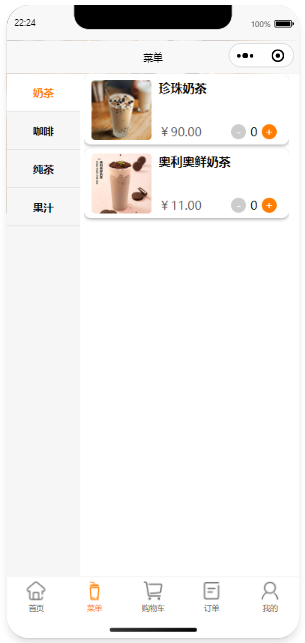 22:24
100%
菜单
奶茶
咖啡
纯茶
果汁
珍珠奶茶
￥90.00
- 0 +
奥利奥鲜奶茶
￥11.00
- 0 +
首页
菜单
购物车
订单
我的